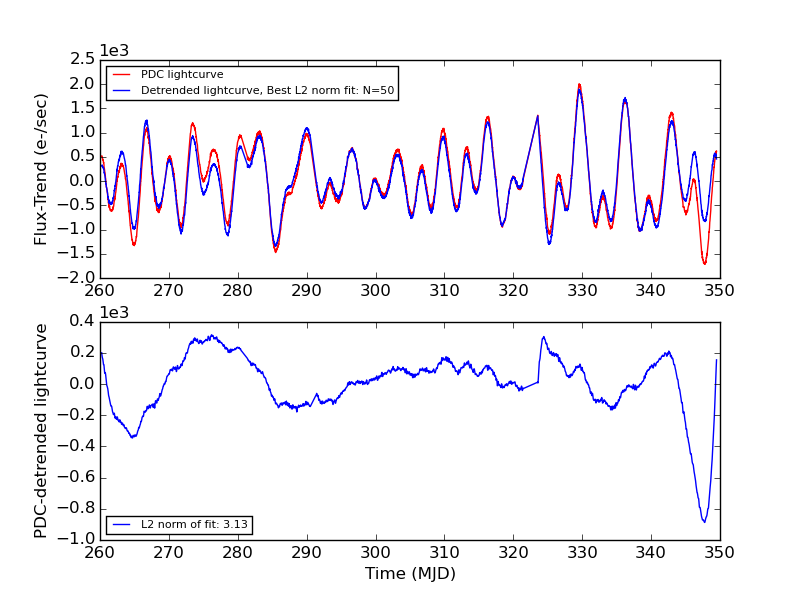 1e3
Flux-Trend (e-/sec)
2.5
2.0
1.5
1.0
0.5
0.0
−0.5
−1.0
−1.5
−2.0
PDC lightcurve
Detrended lightcurve, Best L2 norm fit: N=50
260 270 280 290 300 310 320 330 340 350
1e3
PDC-detrended lightcurve
0.4
0.2
0.0
−0.2
−0.4
−0.6
−0.8
−1.0
L2 norm of fit: 3.13
260 270 280 290 300 310 320 330 340 350
Time (MJD)